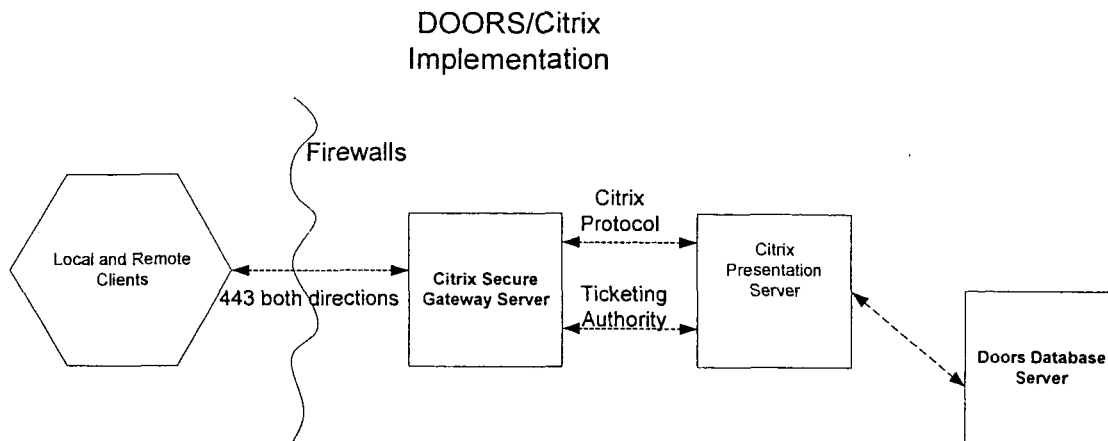 DOORS/Citrix
Implementation
Firewalls
Local and Remote
Clients
443 both directions
Citrix Secure
Gateway Server
Citrix
Protocol
Ticketing
Authority
Citrix
Presentation
Server
Doors Database
Server